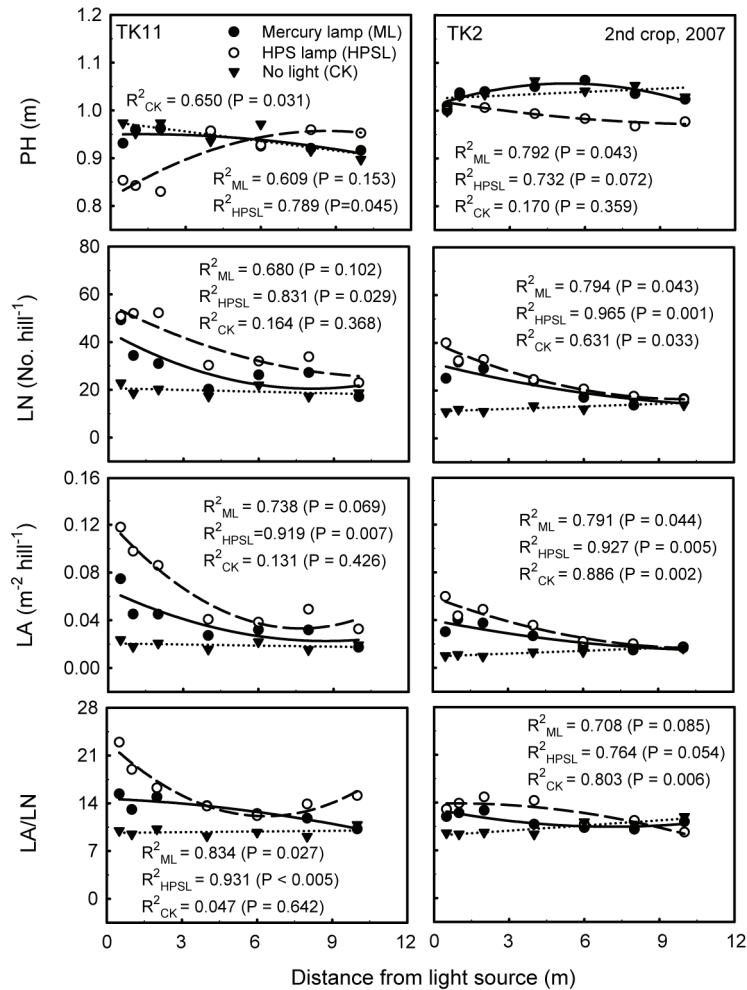 TK11
Mercury lamp (ML)
HPS lamp (HPSL)
No light (CK)
R²CK = 0.650 (P = 0.031)
R²ML = 0.609 (P = 0.153)
R²HPSL = 0.789 (P=0.045)
PH (m)
1.2
1.1
1.0
0.9
0.8
TK2
2nd crop, 2007
R²ML = 0.792 (P = 0.043)
R²HPSL = 0.732 (P = 0.072)
R²CK = 0.170 (P = 0.359)
LN (No. hill⁻¹)
80
60
40
20
0
R²ML = 0.680 (P = 0.102)
R²HPSL = 0.831 (P = 0.029)
R²CK = 0.164 (P = 0.368)
R²ML = 0.794 (P = 0.043)
R²HPSL = 0.965 (P = 0.001)
R²CK = 0.631 (P = 0.033)
LA (m⁻² hill⁻¹)
0.16
0.12
0.08
0.04
0.00
R²ML = 0.738 (P = 0.069)
R²HPSL=0.919 (P = 0.007)
R²CK = 0.131 (P = 0.426)
R²ML = 0.791 (P = 0.044)
R²HPSL = 0.927 (P = 0.005)
R²CK = 0.886 (P = 0.002)
LA/LN
28
21
14
7
0
R²ML = 0.834 (P = 0.027)
R²HPSL = 0.931 (P < 0.005)
R²CK = 0.047 (P = 0.642)
R²ML = 0.708 (P = 0.085)
R²HPSL = 0.764 (P = 0.054)
R²CK = 0.803 (P = 0.006)
0 3 6 9 12
0 3 6 9 12
Distance from light source (m)